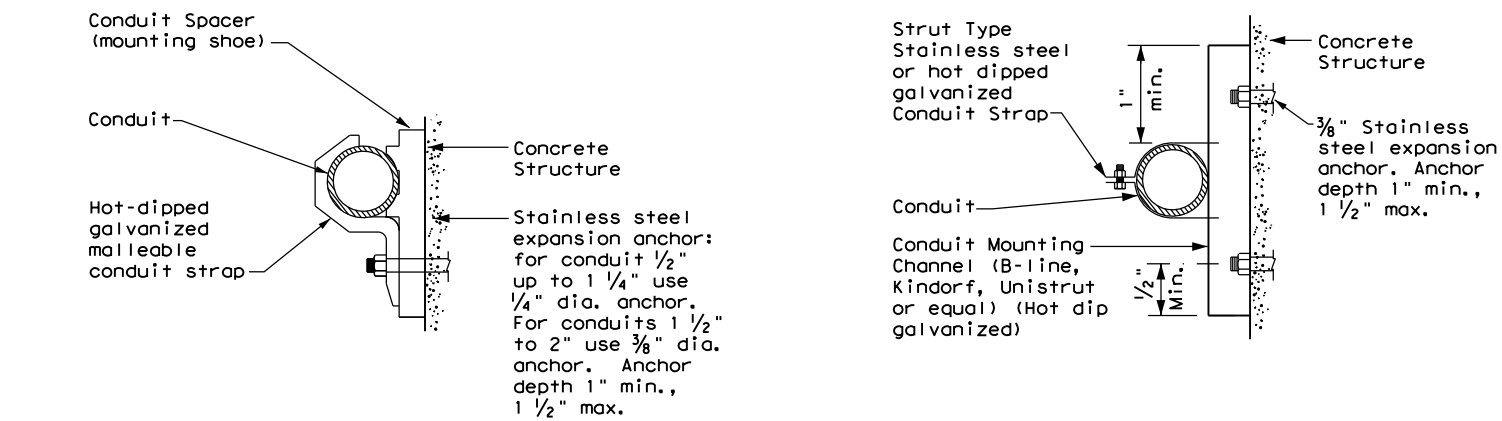 Conduit Spacer
(mounting shoe)
Conduit
Hot-dipped
galvanized
malleable
conduit strap
Concrete
Structure
Stainless steel
expansion anchor:
for conduit ½"
up to 1 ¼" use
¼" dia. anchor.
For conduits 1 ½"
to 2" use ⅜" dia.
anchor. Anchor
depth 1" min.,
1 ½" max.
Strut Type
Stainless steel
or hot dipped
galvanized
Conduit Strap
Conduit
Conduit Mounting
Channel (B-line,
Kindorf, Unistrut
or equal) (Hot dip
galvanized)
1"
min.
½"
Min.
Concrete
Structure
⅜" Stainless
steel expansion
anchor. Anchor
depth 1" min.,
1 ½" max.